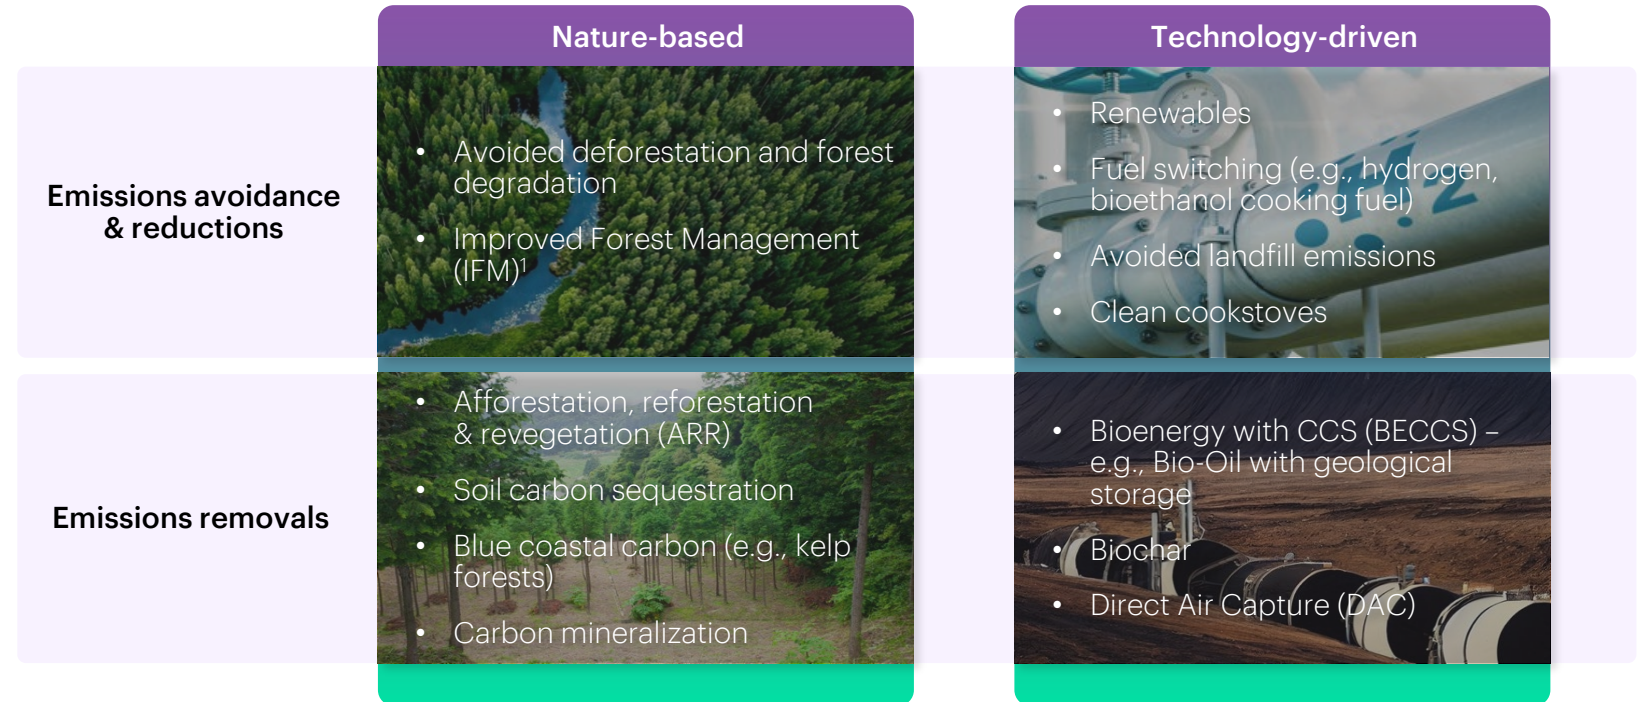 Nature-based
Technology-driven
Emissions avoidance
& reductions
• Avoided deforestation and forest
degradation
• Improved Forest Management
(IFM)¹
• Renewables
• Fuel switching (e.g., hydrogen,
bioethanol cooking fuel)
• Avoided landfill emissions
• Clean cookstoves
H2
Emissions removals
• Afforestation, reforestation
& revegetation (ARR)
• Soil carbon sequestration
• Blue coastal carbon (e.g., kelp
forests)
• Carbon mineralization
• Bioenergy with CCS (BECCS) –
e.g., Bio-Oil with geological
storage
• Biochar
• Direct Air Capture (DAC)